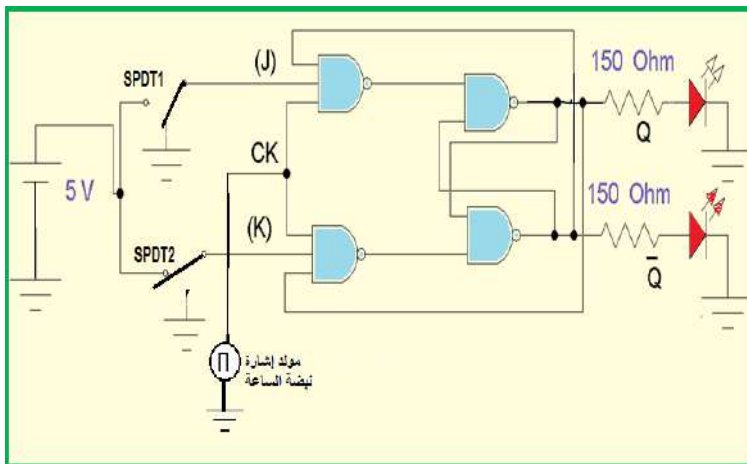 (J)
150 Ohm
SPDT1
Q
CK
5 V
150 Ohm
(K)
SPDT2
Q̅
مولد إشارة
نبضة الساعة